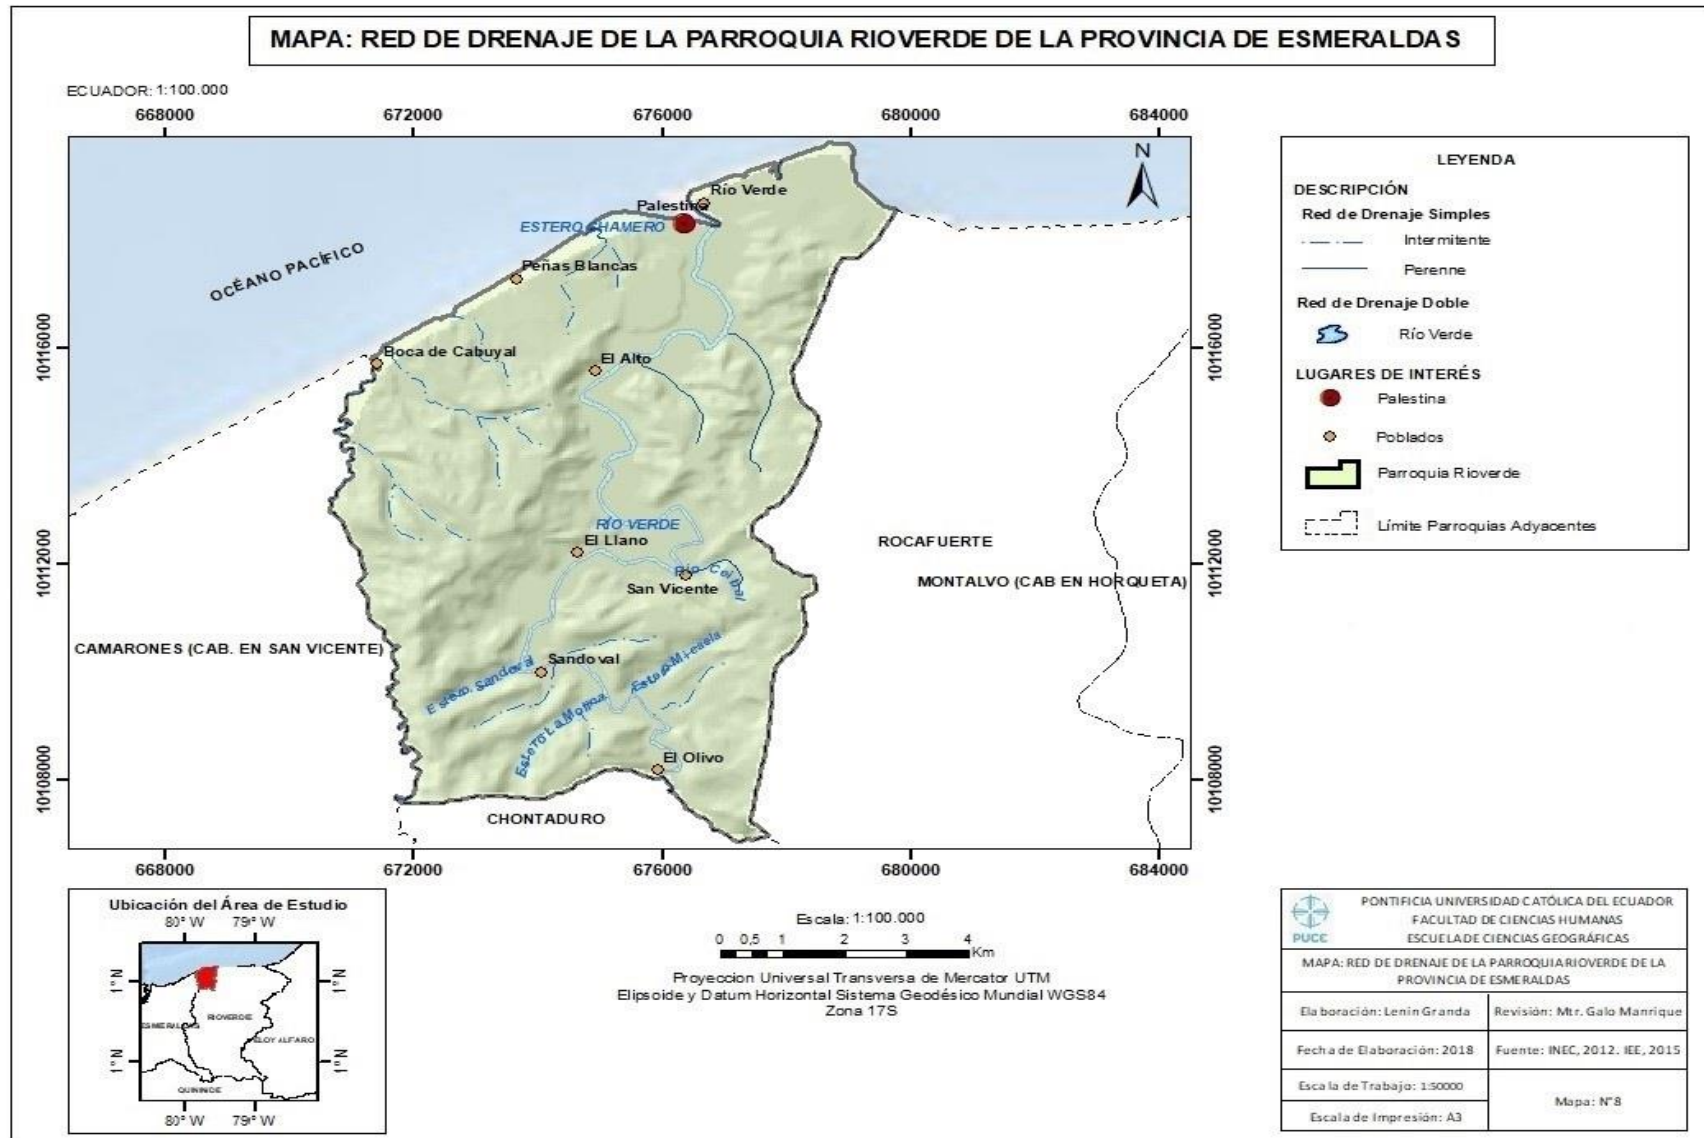 MAPA: RED DE DRENAJE DE LA PARROQUIA RIOVERDE DE LA PROVINCIA DE ESMERALDAS
ECUADOR: 1:100.000
668000 672000 676000 680000 684000
N
Río Verde
Palestina
ESTERO CHAMERO
OCÉANO PACÍFICO
Peñas Blancas
10116000 10116000
Boca de Cabuyal
El Alto
RÍO VERDE
El Llano
ROCAFUERTE
10112000 10112000
Río Ceibal
MONTALVO (CAB EN HORQUETA)
San Vicente
CAMARONES (CAB. EN SAN VICENTE)
Sandoval
Estero Sandoval
Estero Micaela
Estero La Molina
El Olivo
10108000 10108000
CHONTADURO
668000 672000 676000 680000 684000
LEYENDA
DESCRIPCIÓN
Red de Drenaje Simples
Intermitente
Perenne
Red de Drenaje Doble
Río Verde
LUGARES DE INTERÉS
Palestina
Poblados
Parroquia Rioverde
Límite Parroquias Adyacentes
Ubicación del Área de Estudio
80° W 79° W
1° N 1° N
RIOVERDE
ESMERALDAS
ELOY ALFARO
1° N 1° N
QUININDE
80° W 79° W
Escala: 1:100.000
0 0,5 1 2 3 4
Km
Proyeccion Universal Transversa de Mercator UTM
Elipsoide y Datum Horizontal Sistema Geodésico Mundial WGS84
Zona 17S
PUCE
PONTIFICIA UNIVERSIDAD CATÓLICA DEL ECUADOR
FACULTAD DE CIENCIAS HUMANAS
ESCUELA DE CIENCIAS GEOGRÁFICAS
MAPA: RED DE DRENAJE DE LA PARROQUIA RIOVERDE DE LA
PROVINCIA DE ESMERALDAS
Elaboración: Lenin Granda
Revisión: Mtr. Galo Manrique
Fecha de Elaboración: 2018
Fuente: INEC, 2012. IEE, 2015
Escala de Trabajo: 1:50000
Mapa: N°8
Escala de Impresión: A3